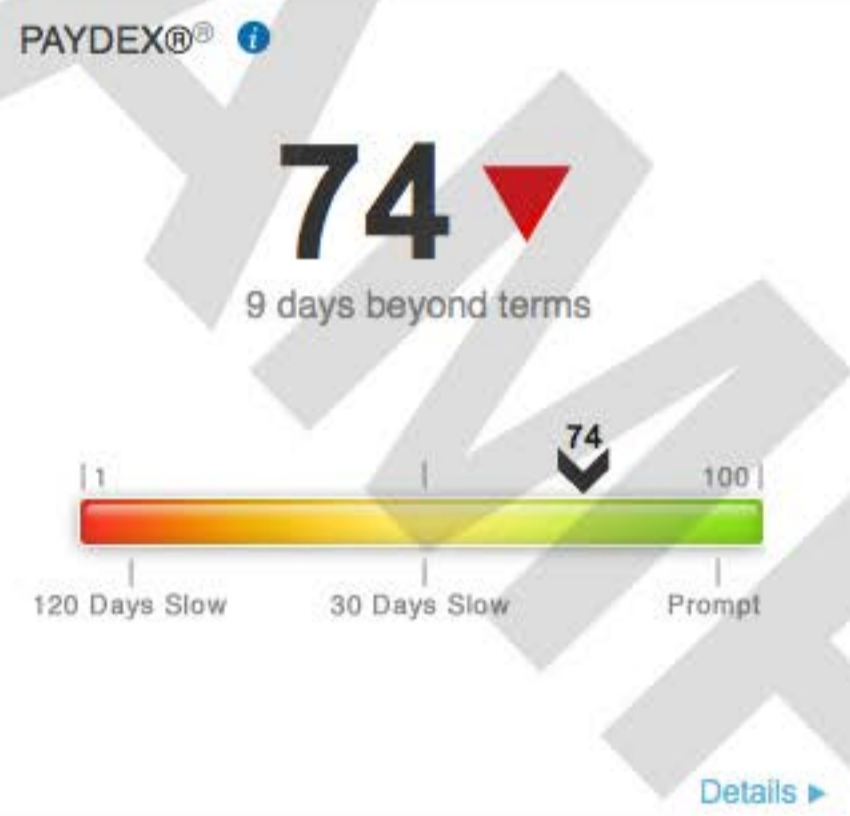 PAYDEX®® i
74
9 days beyond terms
74
1 100
120 Days Slow 30 Days Slow Prompt
Details